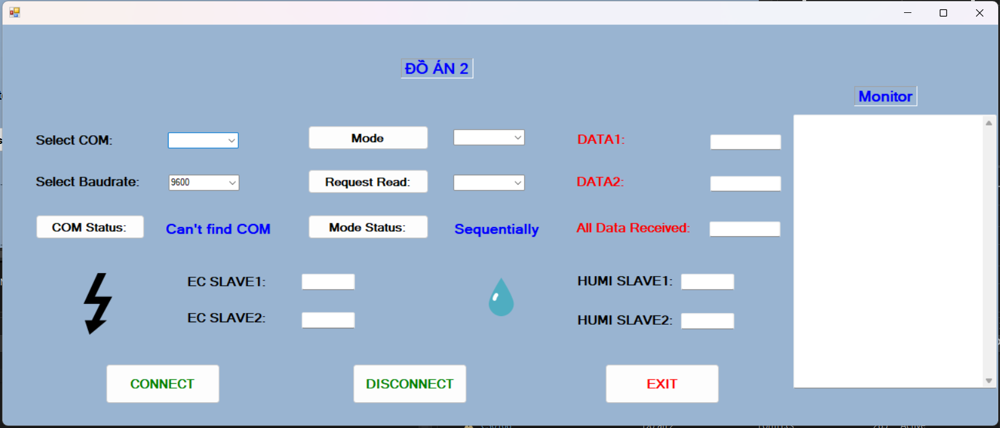 ĐỒ ÁN 2
Monitor
Select COM:
Mode
DATA1:
Select Baudrate:
9600
Request Read:
DATA2:
COM Status:
Can't find COM
Mode Status:
Sequentially
All Data Received:
EC SLAVE1:
HUMI SLAVE1:
EC SLAVE2:
HUMI SLAVE2:
CONNECT
DISCONNECT
EXIT